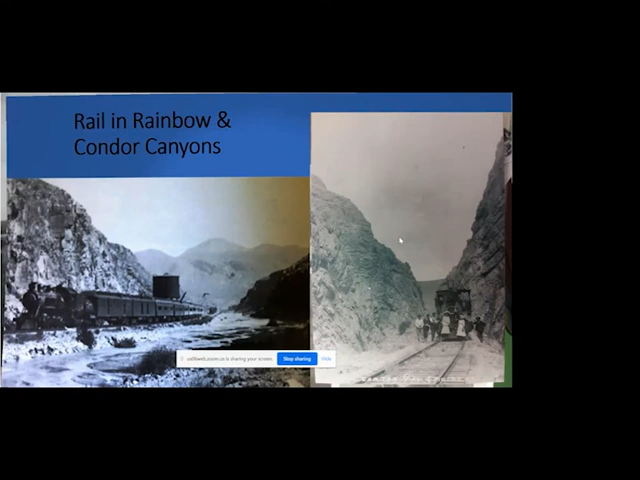 Rail in Rainbow &
Condor Canyons
is sharing your screen. Stop sharing Hide